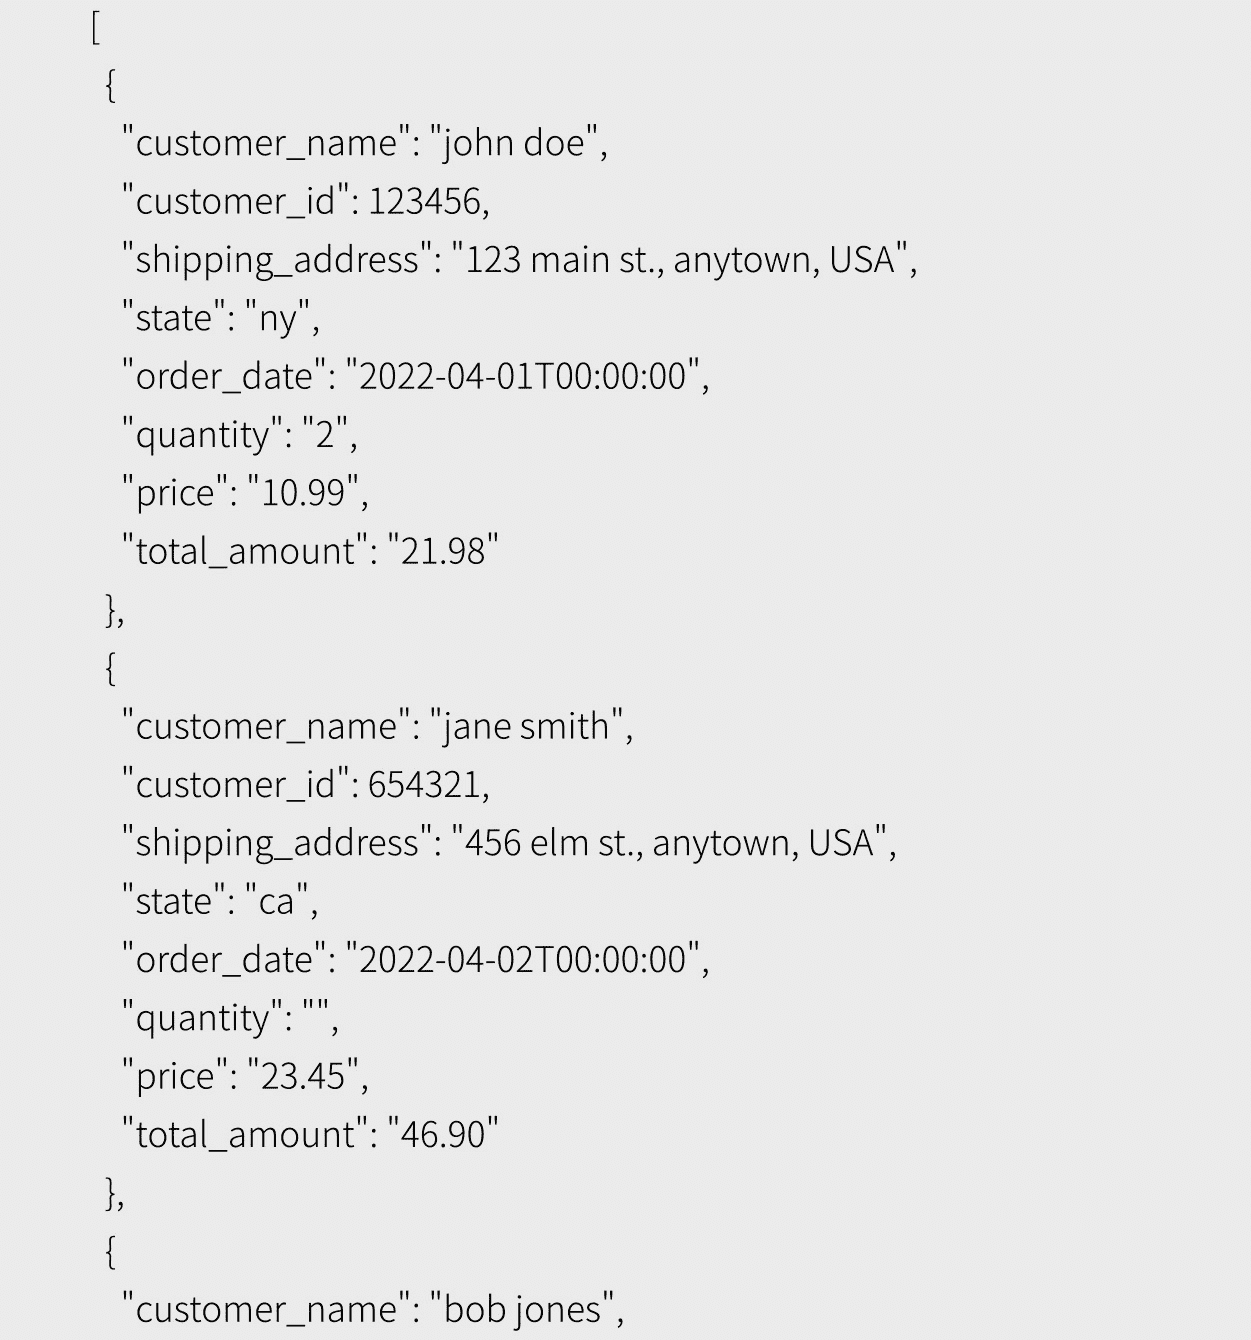 [
{
"customer_name": "john doe",
"customer_id": 123456,
"shipping_address": "123 main st., anytown, USA",
"state": "ny",
"order_date": "2022-04-01T00:00:00",
"quantity": "2",
"price": "10.99",
"total_amount": "21.98"
},
{
"customer_name": "jane smith",
"customer_id": 654321,
"shipping_address": "456 elm st., anytown, USA",
"state": "ca",
"order_date": "2022-04-02T00:00:00",
"quantity": "",
"price": "23.45",
"total_amount": "46.90"
},
{
"customer_name": "bob jones",